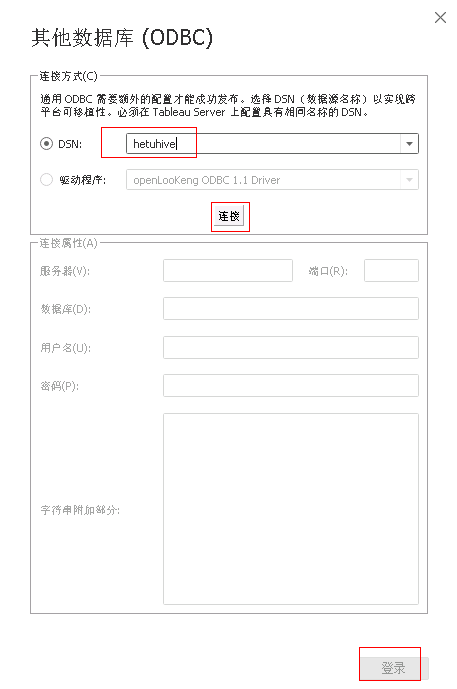 其他数据库 (ODBC)
连接方式(C)
通用 ODBC 需要额外的配置才能成功发布。选择 DSN（数据源名称）以实现跨
平台可移植性。必须在 Tableau Server 上配置具有相同名称的 DSN。
DSN: hetuhive
驱动程序: openLooKeng ODBC 1.1 Driver
连接
连接属性(A)
服务器(V): 端口(R):
数据库(D):
用户名(U):
密码(P):
字符串附加部分:
登录